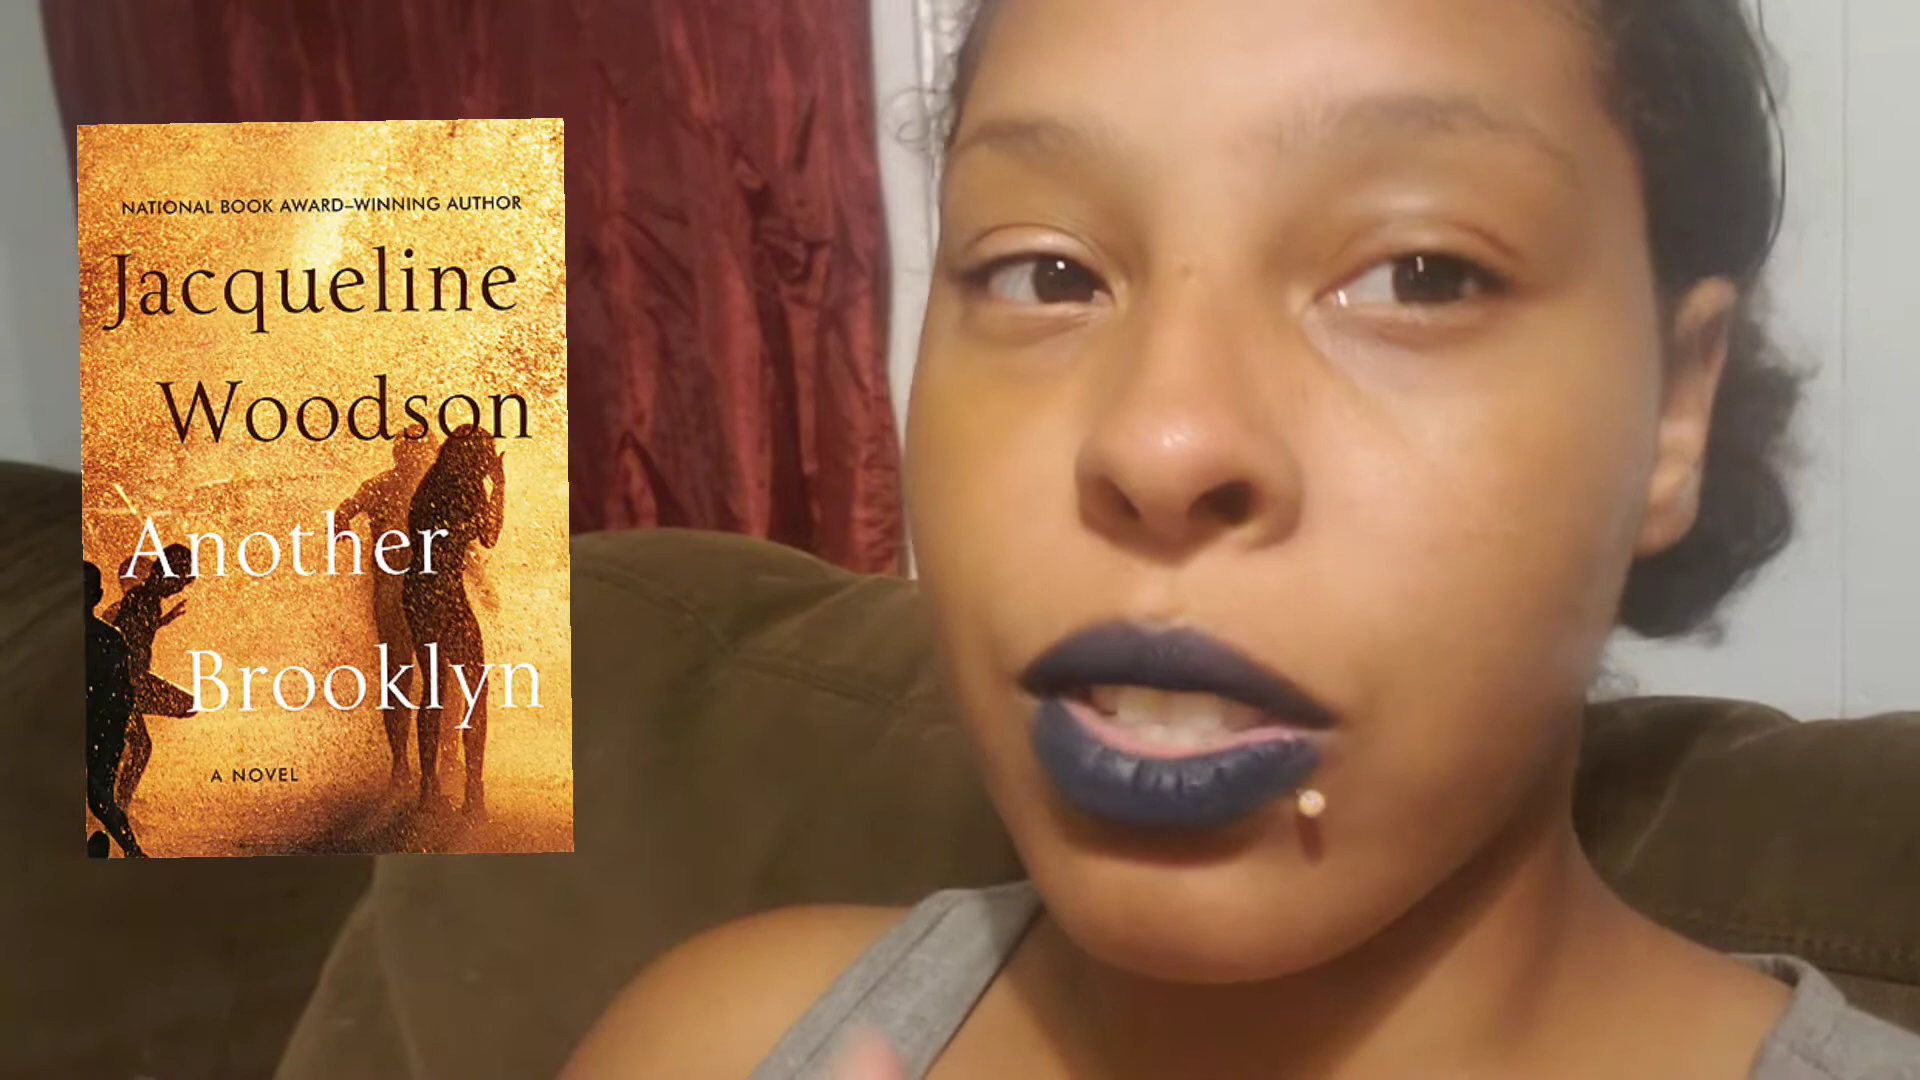 NATIONAL BOOK AWARD–WINNING AUTHOR
Jacqueline
Woodson
Another
Brooklyn
A NOVEL